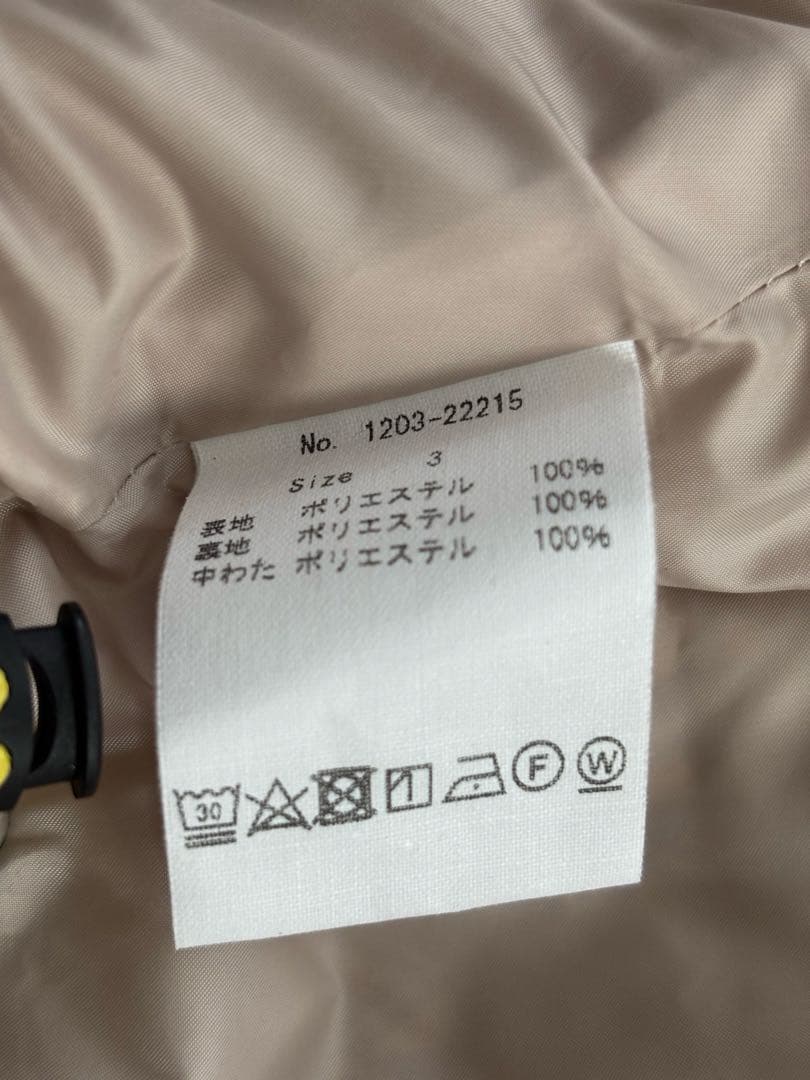 No. 1203-22215
Size 3
表地 ポリエステル 100%
裏地 ポリエステル 100%
中わた ポリエステル 100%
30 F W